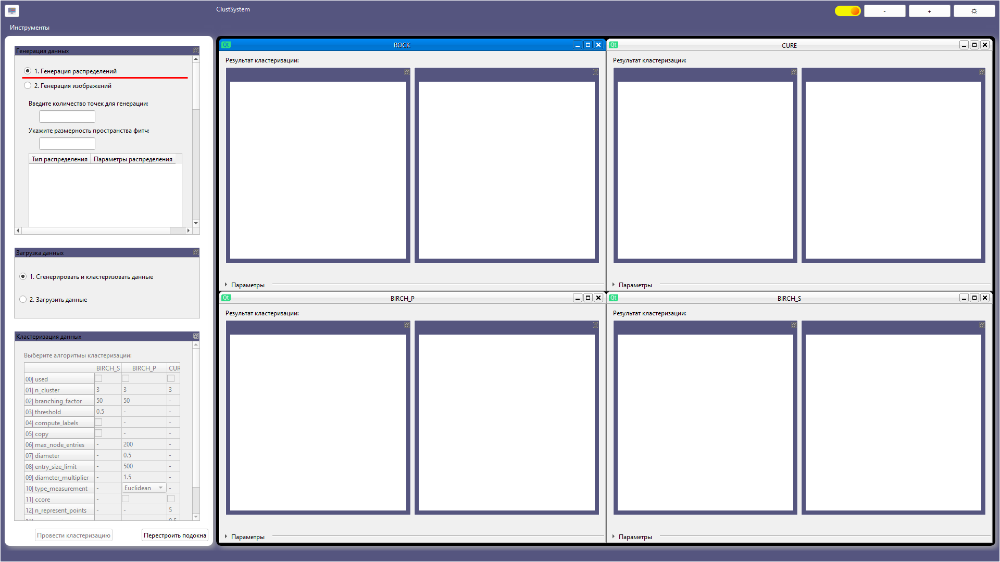 ClustSystem
- + ☼
Инструменты
Генерация данных
1. Генерация распределений
2. Генерация изображений
Введите количество точек для генерации:
Укажите размерность пространства фитч:
Тип распределения Параметры распределения
Загрузка данных
1. Сгенерировать и кластеризовать данные
2. Загрузить данные
Кластеризация данных
Выберите алгоритмы кластеризации:
BIRCH_S BIRCH_P CUR
00| used
01| n_cluster 3 3 3
02| branching_factor 50 50 -
03| threshold 0.5 - -
04| compute_labels - -
05| copy - -
06| max_node_entries - 200 -
07| diameter - 0.5 -
08| entry_size_limit - 500 -
09| diameter_multiplier - 1.5 -
10| type_measurement - Euclidean -
11| ccore -
12| n_represent_points - - 5
Провести кластеризацию Перестроить подокна
Qt ROCK
Результат кластеризации:
Параметры
Qt CURE
Результат кластеризации:
Параметры
Qt BIRCH_P
Результат кластеризации:
Параметры
Qt BIRCH_S
Результат кластеризации:
Параметры